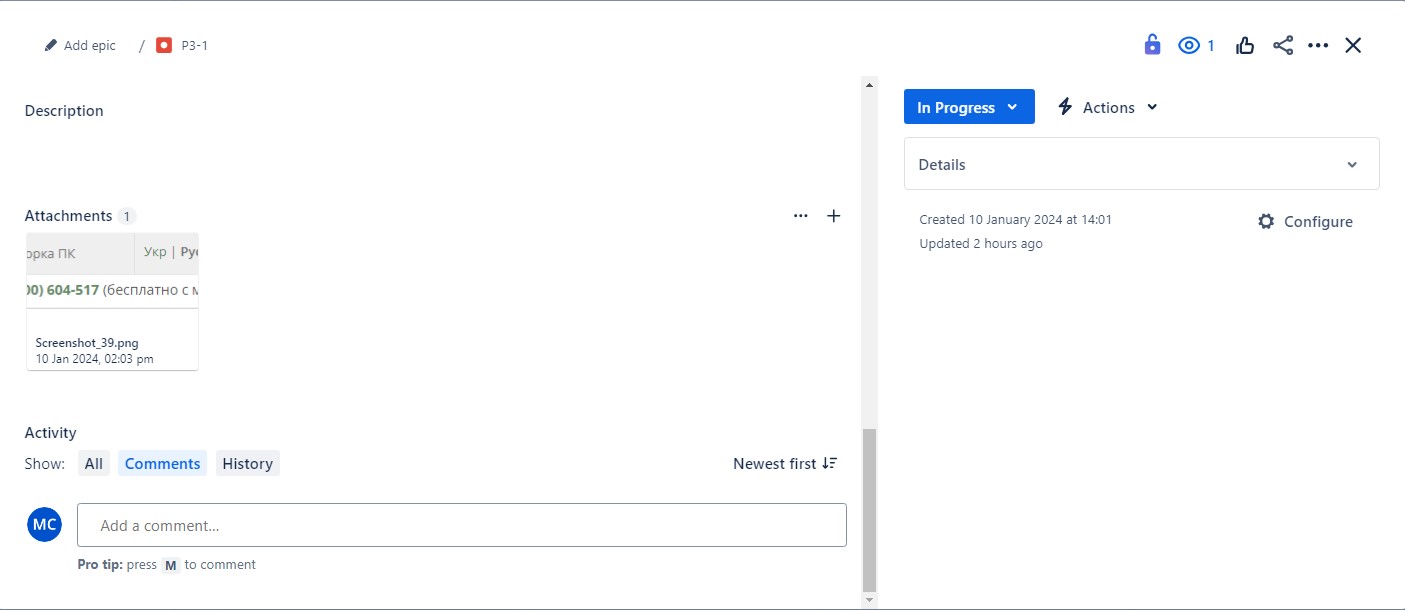 Add epic / P3-1
1
Description
In Progress
Actions
Details
Attachments 1
Created 10 January 2024 at 14:01
Updated 2 hours ago
Configure
орка ПК
Укр | Рус
00) 604-517 (бесплатно с м
Screenshot_39.png
10 Jan 2024, 02:03 pm
Activity
Show: All Comments History
Newest first
MC
Add a comment...
Pro tip: press M to comment